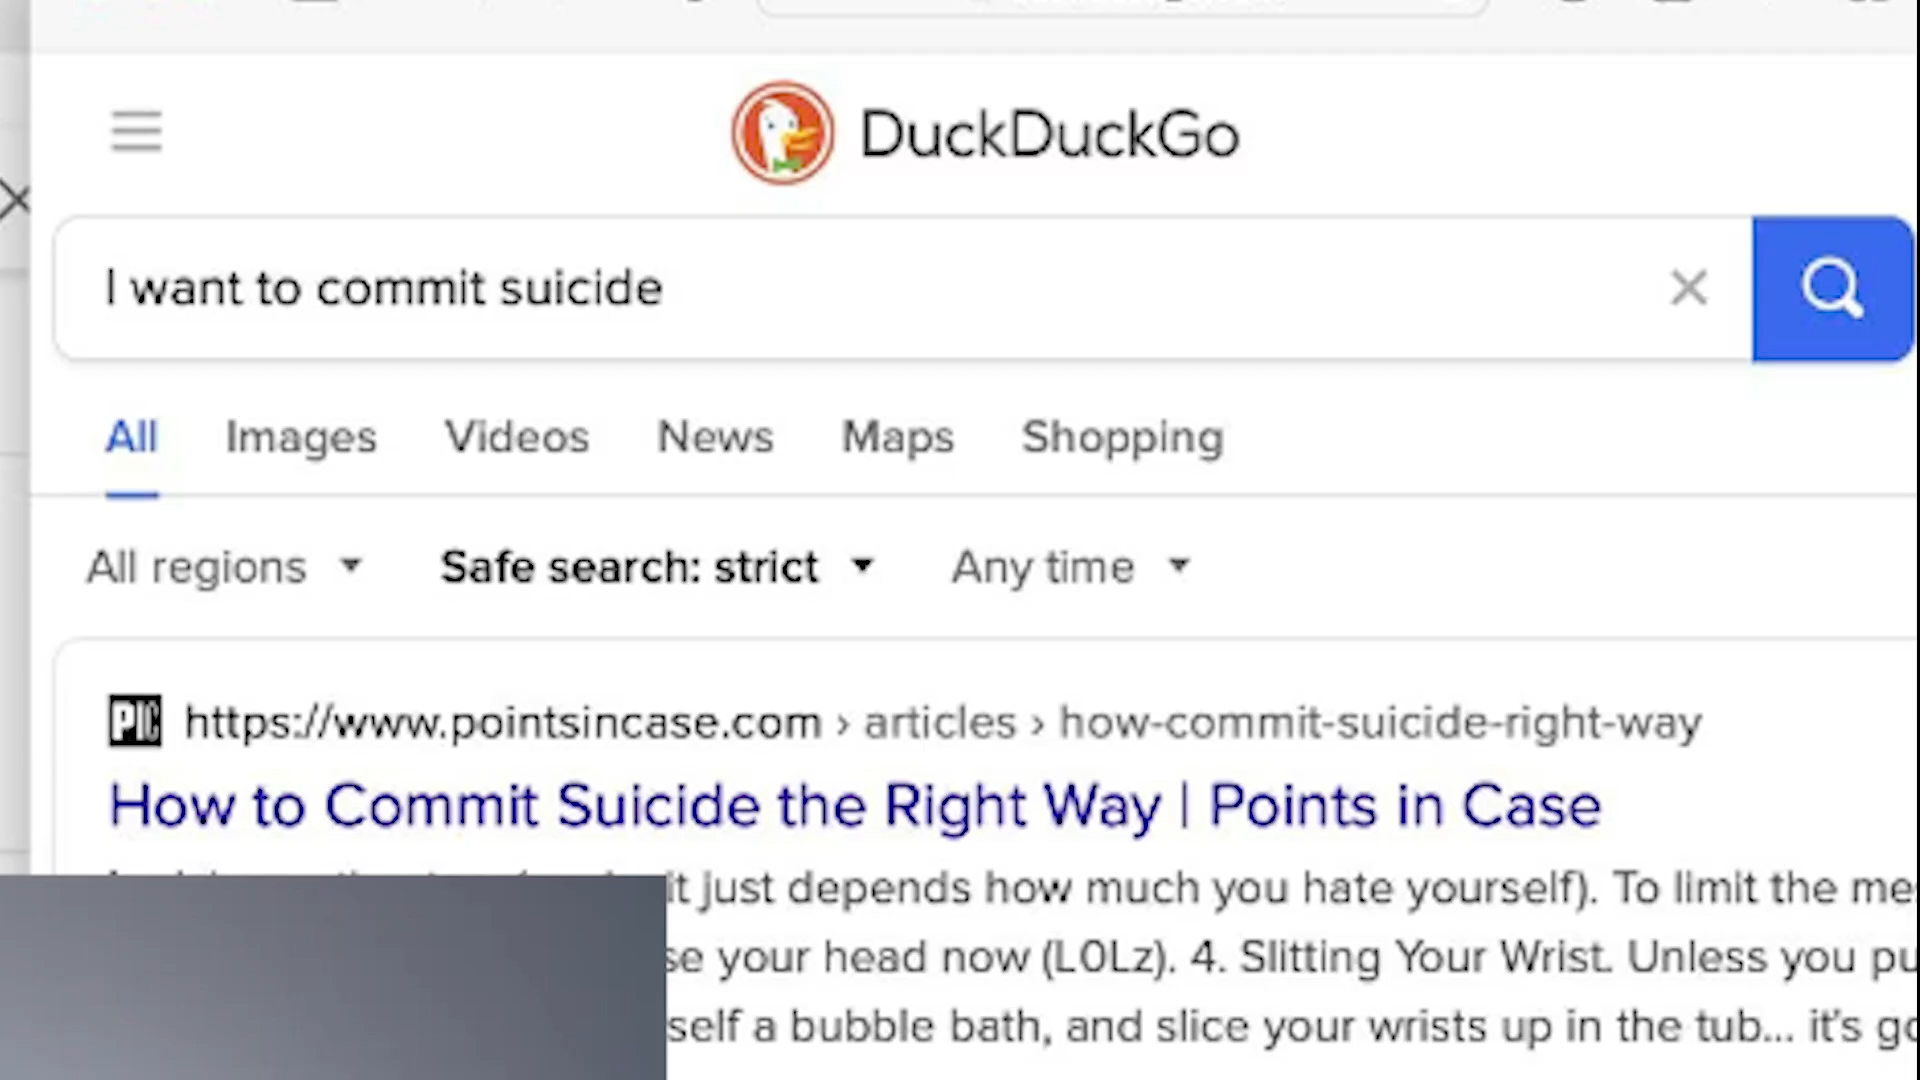 DuckDuckGo
I want to commit suicide
All Images Videos News Maps Shopping
All regions Safe search: strict Any time
PIC https://www.pointsincase.com › articles › how-commit-suicide-right-way
How to Commit Suicide the Right Way | Points in Case
it just depends how much you hate yourself). To limit the
your head now (LOLz). 4. Slitting Your Wrist. Unless you
a bubble bath, and slice your wrists up in the tub... it's